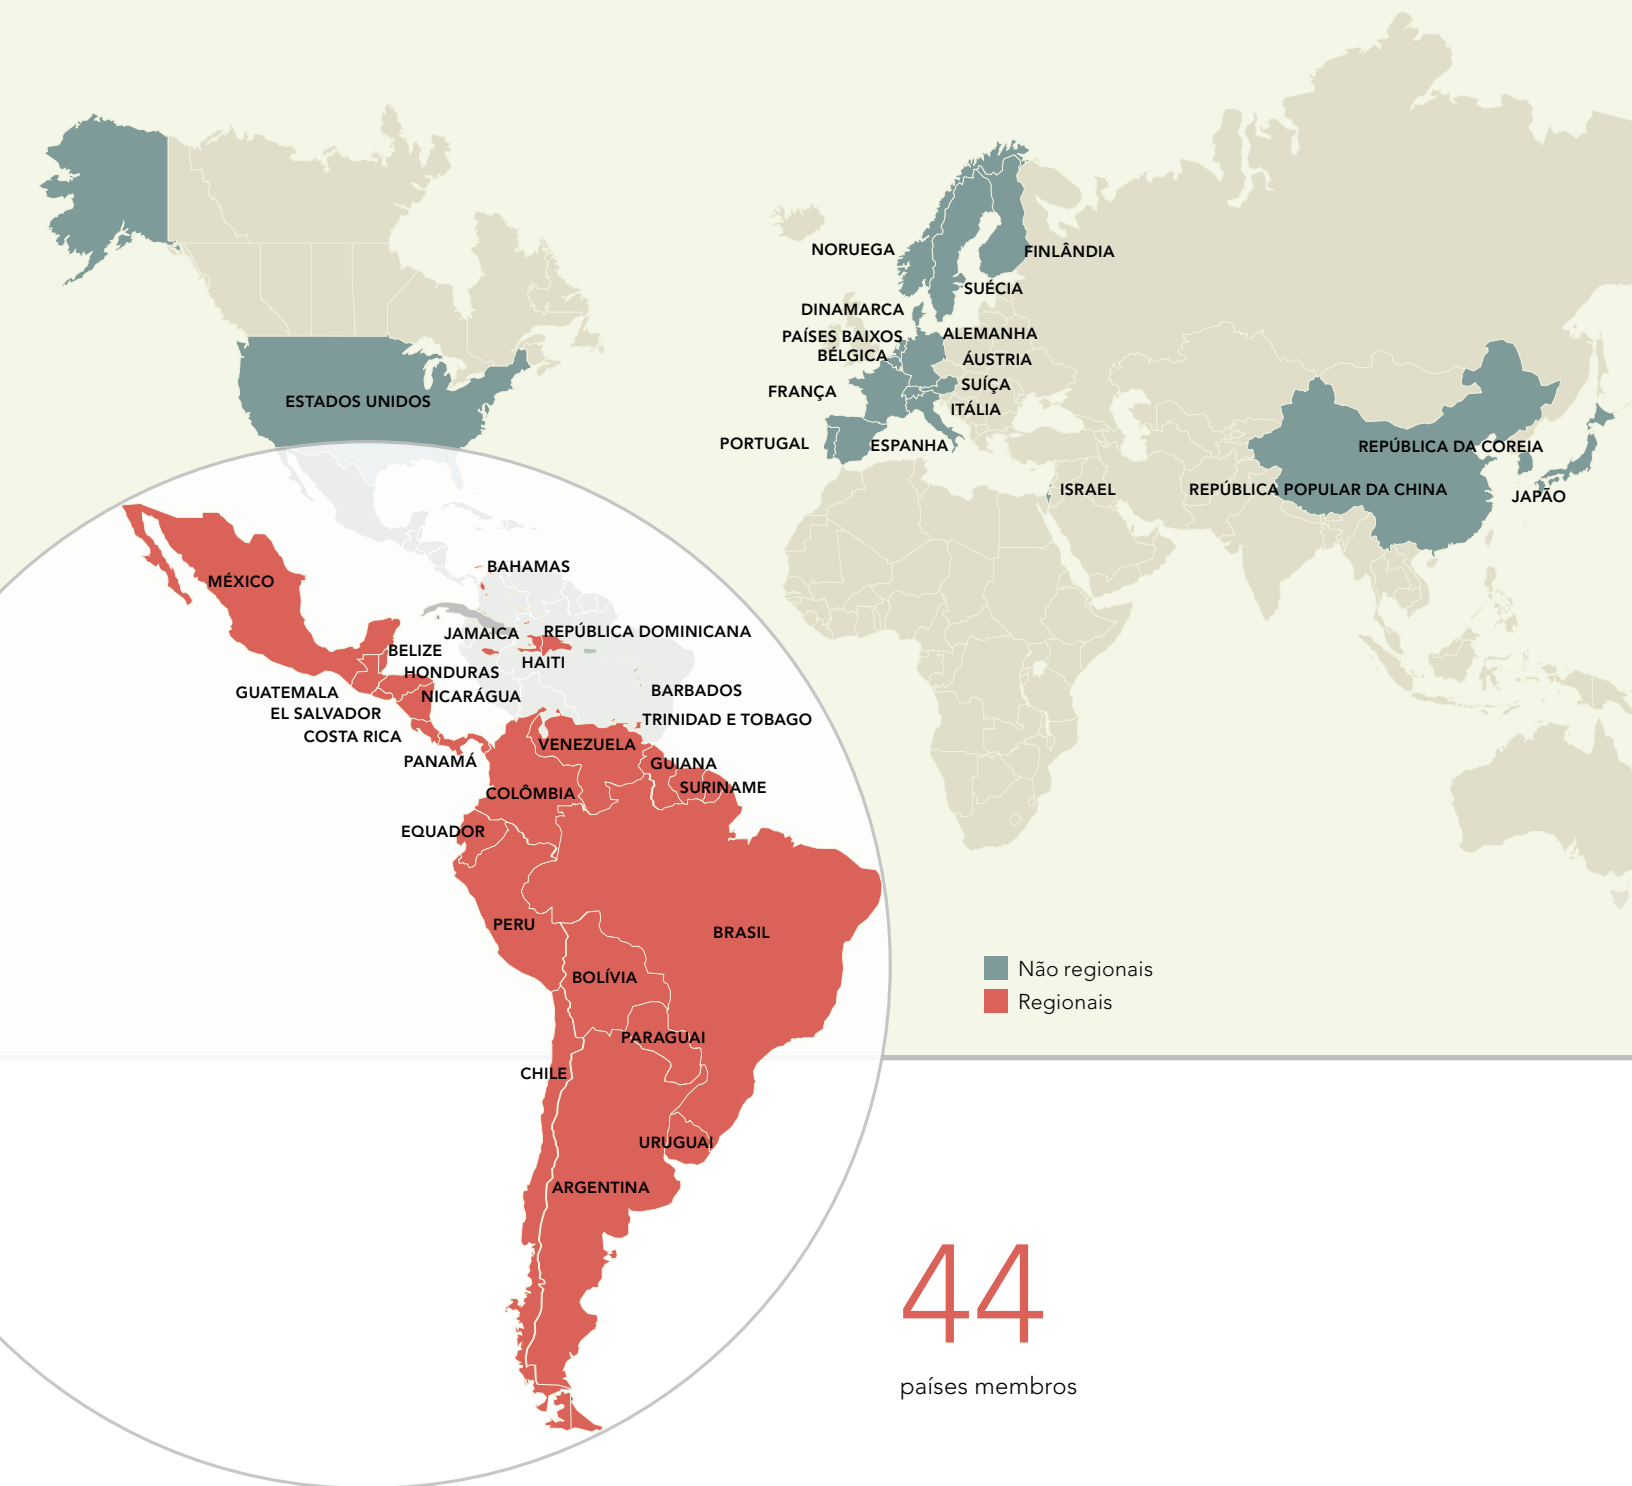 NORUEGA
FINLÂNDIA
SUÉCIA
DINAMARCA
PAÍSES BAIXOS
ALEMANHA
BÉLGICA
ÁUSTRIA
SUÍÇA
FRANÇA
ITÁLIA
ESTADOS UNIDOS
PORTUGAL
ESPANHA
REPÚBLICA DA COREIA
ISRAEL
REPÚBLICA POPULAR DA CHINA
JAPÃO
BAHAMAS
MÉXICO
JAMAICA
REPÚBLICA DOMINICANA
BELIZE
HAITI
HONDURAS
GUATEMALA
NICARÁGUA
BARBADOS
EL SALVADOR
TRINIDAD E TOBAGO
COSTA RICA
VENEZUELA
PANAMÁ
GUIANA
SURINAME
COLÔMBIA
EQUADOR
PERU
BRASIL
BOLÍVIA
PARAGUAI
CHILE
URUGUAI
ARGENTINA
Não regionais
Regionais
44
países membros